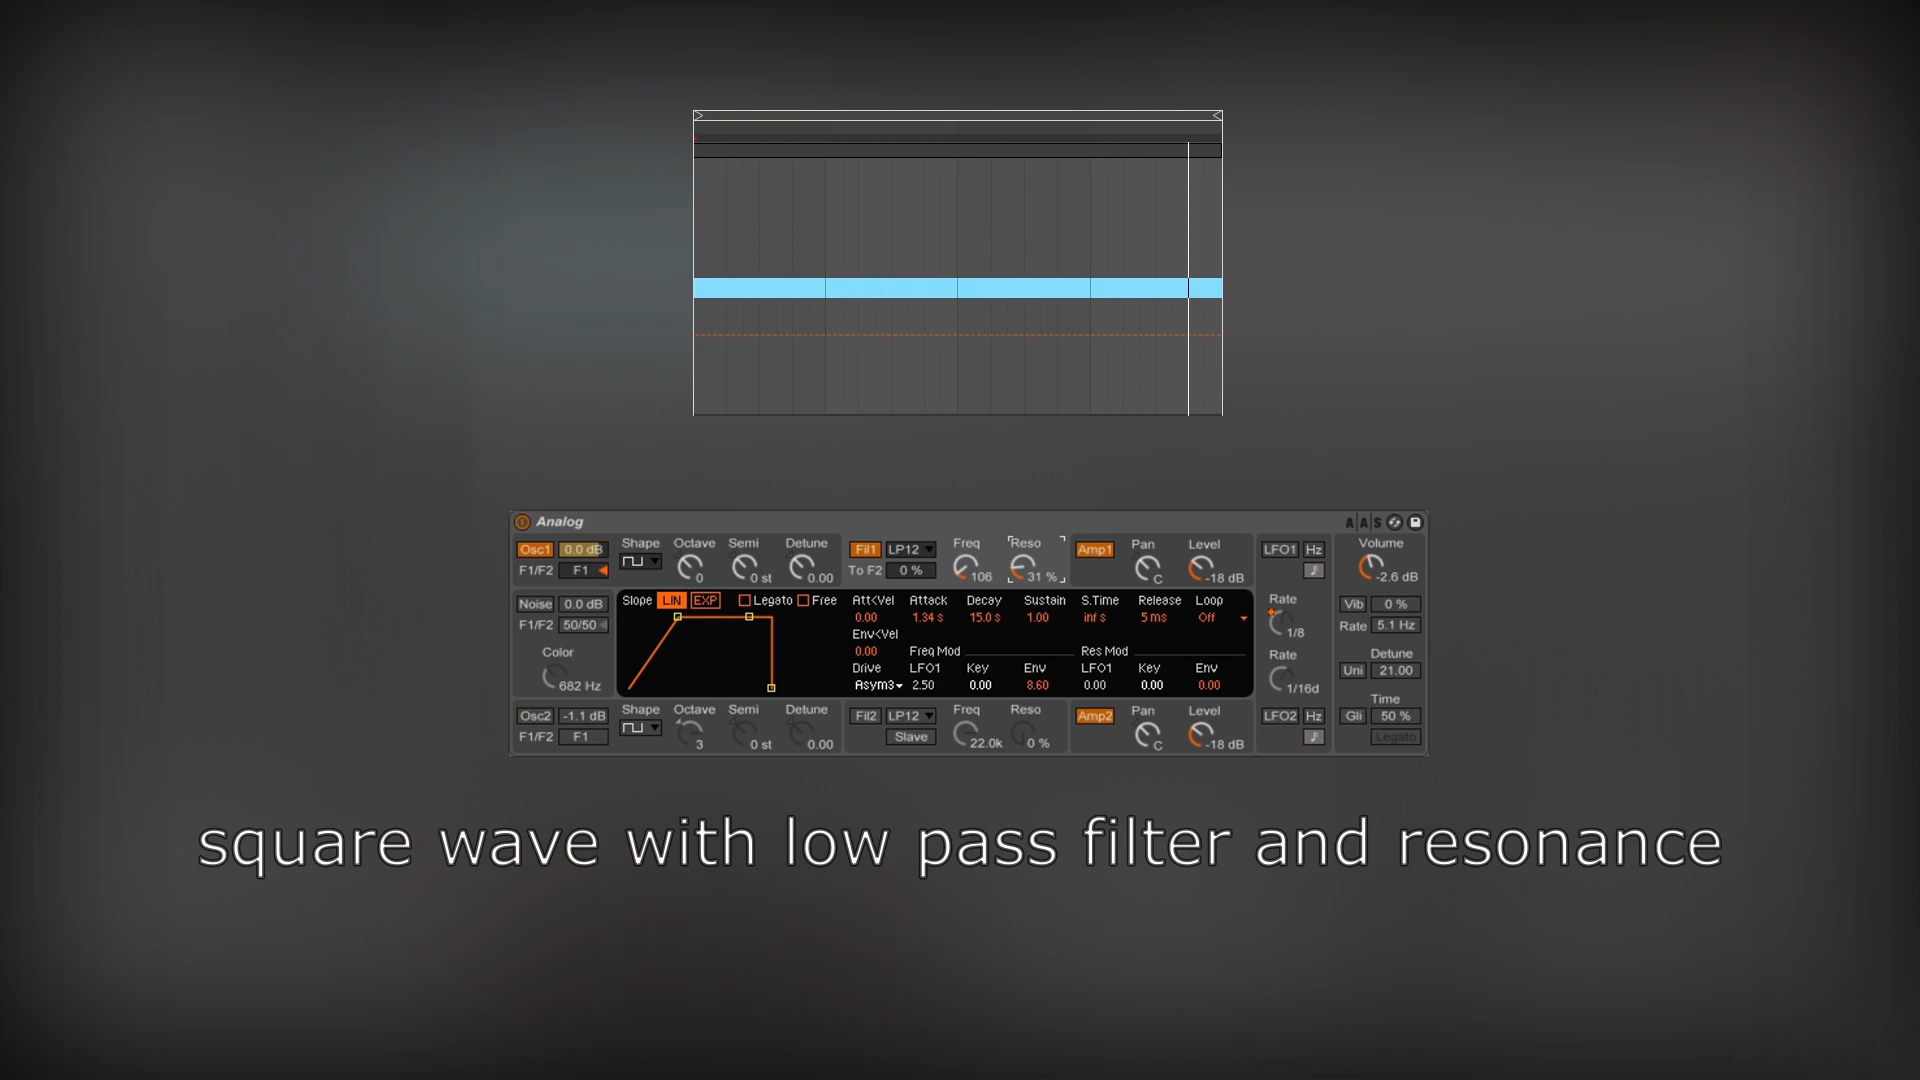 Analog AAS
Osc1 0.0 dB Shape Octave Semi Detune Fil1 LP12 Freq Reso Amp1 Pan Level LFO1 Hz Volume
F1/F2 F1 0 0 st 0.00 To F2 0 % 106 31 % C -18 dB -2.6 dB
Noise 0.0 dB Slope LIN EXP Legato Free Att<Vel Attack Decay Sustain S.Time Release Loop Rate Vib 0 %
F1/F2 50/50 0.00 1.34 s 15.0 s 1.00 inf s 5 ms Off 1/8 Rate 5.1 Hz
Env<Vel
Color 0.00 Freq Mod Res Mod Rate Detune
Drive LFO1 Key Env LFO1 Key Env Uni 21.00
682 Hz Asym3 2.50 0.00 8.60 0.00 0.00 0.00 1/16d
Time
Osc2 -1.1 dB Shape Octave Semi Detune Fil2 LP12 Freq Reso Amp2 Pan Level LFO2 Hz Gli 50 %
F1/F2 F1 3 0 st 0.00 Slave 22.0k 0 % C -18 dB Legato
square wave with low pass filter and resonance